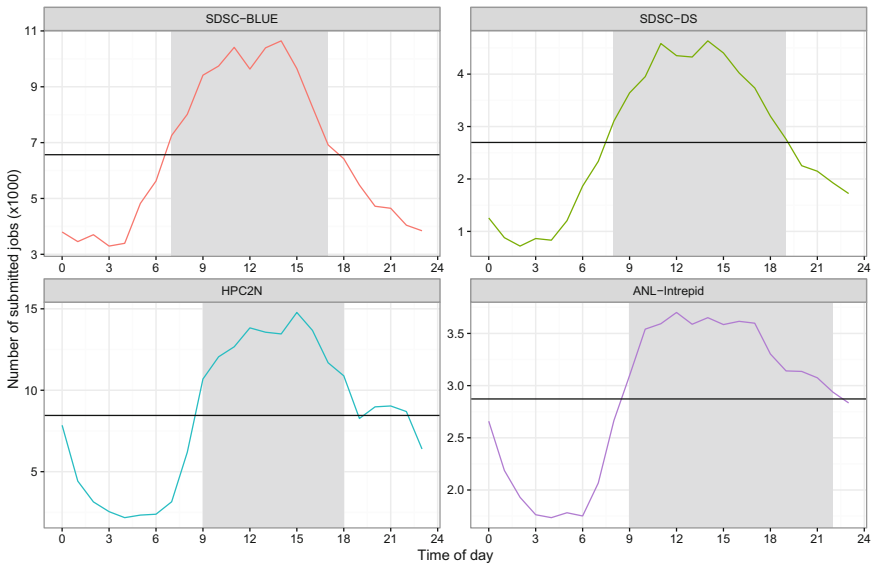 SDSC−BLUE
SDSC−DS
11
9
7
5
3
4
3
2
1
0 3 6 9 12 15 18 21 24
0 3 6 9 12 15 18 21 24
HPC2N
ANL−Intrepid
15
10
5
3.5
3.0
2.5
2.0
0 3 6 9 12 15 18 21 24
0 3 6 9 12 15 18 21 24
Number of submitted jobs (x1000)
Time of day